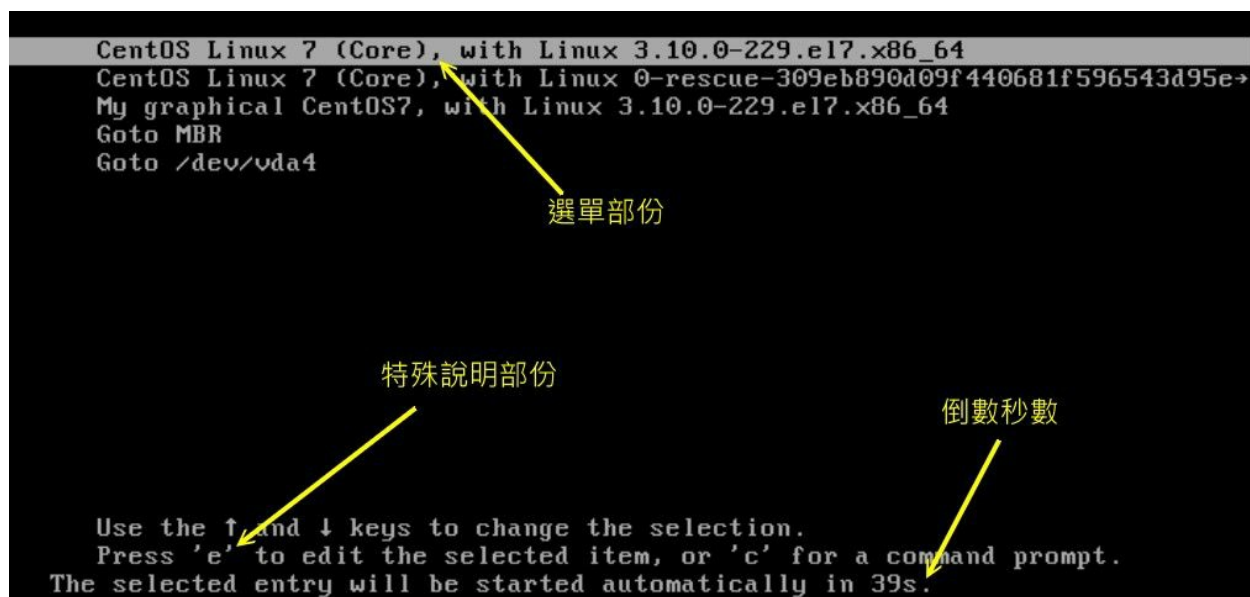 CentOS Linux 7 (Core), with Linux 3.10.0-229.el7.x86_64
CentOS Linux 7 (Core), with Linux 0-rescue-309eb890d09f440681f596543d95e→
My graphical CentOS7, with Linux 3.10.0-229.el7.x86_64
Goto MBR
Goto /dev/vda4
選單部份
特殊說明部份
倒數秒數
Use the ↑ and ↓ keys to change the selection.
Press 'e' to edit the selected item, or 'c' for a command prompt.
The selected entry will be started automatically in 39s.